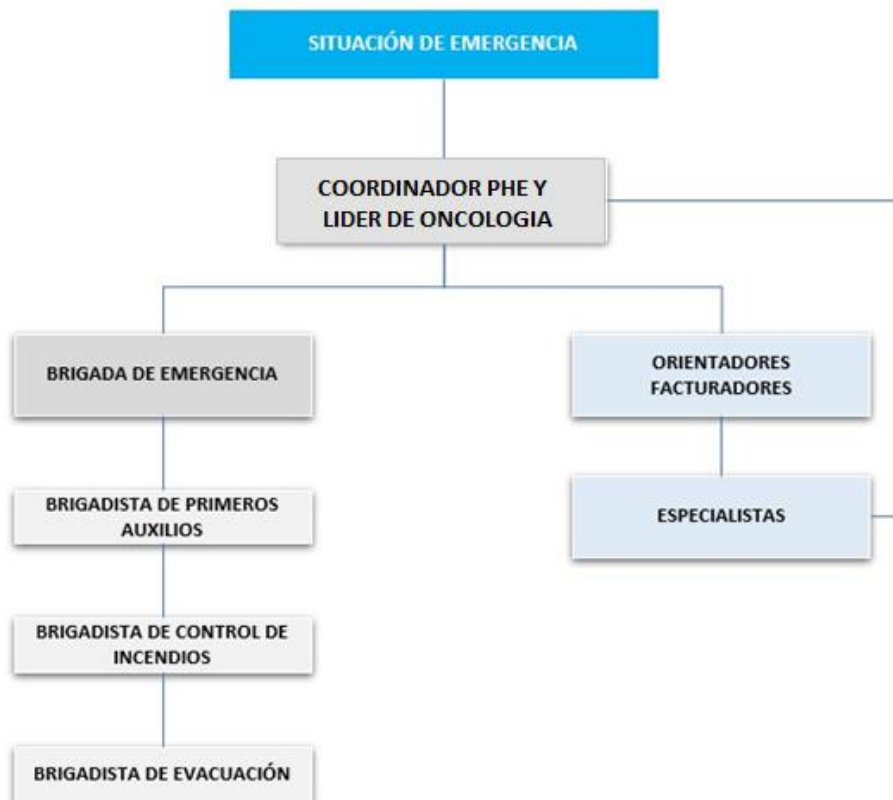 SITUACIÓN DE EMERGENCIA
COORDINADOR PHE Y
LIDER DE ONCOLOGIA
BRIGADA DE EMERGENCIA
ORIENTADORES
FACTURADORES
BRIGADISTA DE PRIMEROS
AUXILIOS
ESPECIALISTAS
BRIGADISTA DE CONTROL DE
INCENDIOS
BRIGADISTA DE EVACUACIÓN